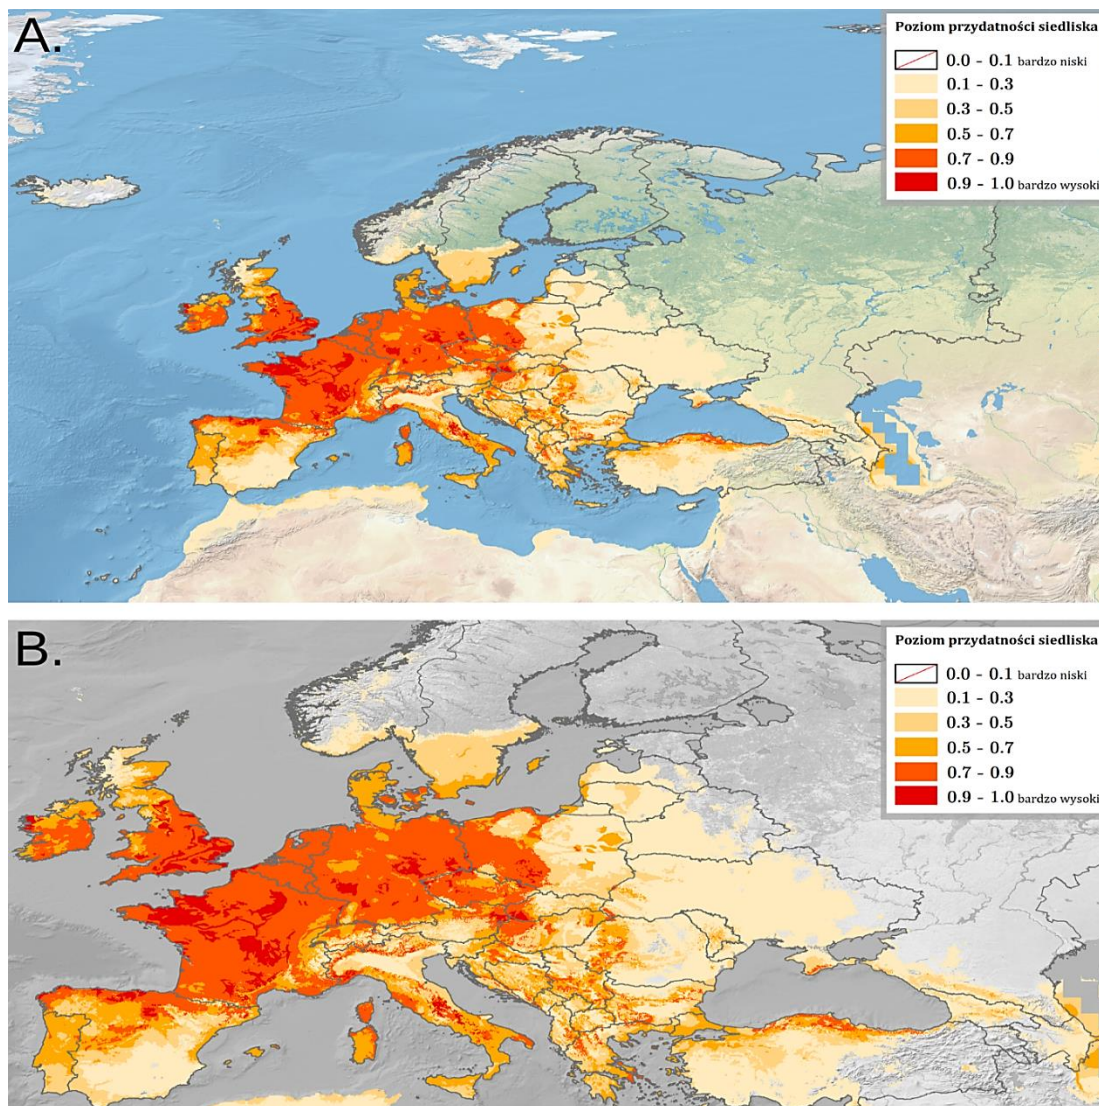 A.
Poziom przydatności siedliska
0.0 - 0.1 bardzo niski
0.1 - 0.3
0.3 - 0.5
0.5 - 0.7
0.7 - 0.9
0.9 - 1.0 bardzo wysoki
B.
Poziom przydatności siedliska
0.0 - 0.1 bardzo niski
0.1 - 0.3
0.3 - 0.5
0.5 - 0.7
0.7 - 0.9
0.9 - 1.0 bardzo wysoki